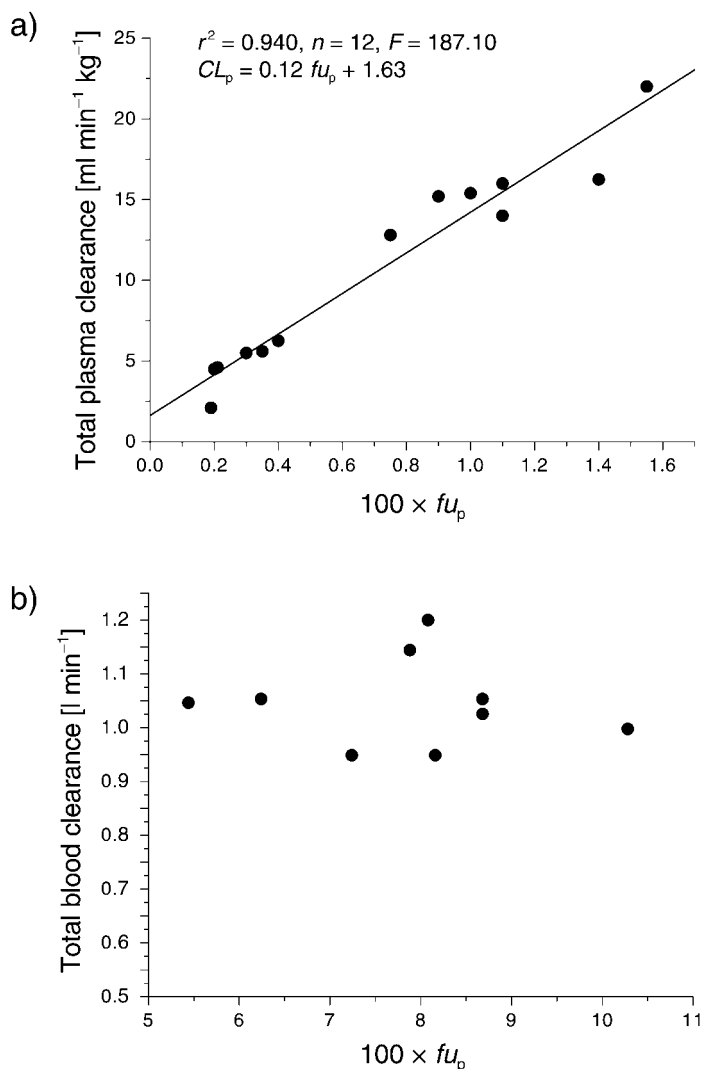 a)
r² = 0.940, n = 12, F = 187.10
CLₚ = 0.12 fuₚ + 1.63
Total plasma clearance [ml min⁻¹ kg⁻¹]
25
20
15
10
5
0
0.0 0.2 0.4 0.8 1.0 1.2 1.4 1.6
100 × fuₚ
b)
Total blood clearance [l min⁻¹]
1.2
1.1
1.0
0.9
0.8
0.7
0.6
0.5
5 6 7 8 9 10 11
100 × fuₚ